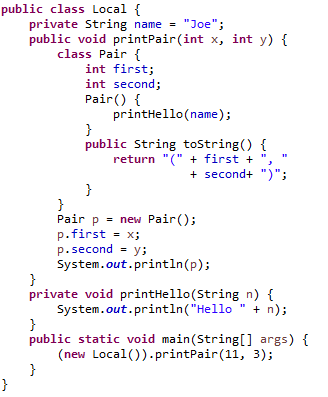 public class Local {
    private String name = "Joe";
    public void printPair(int x, int y) {
        class Pair {
            int first;
            int second;
            Pair() {
                printHello(name);
            }
            public String toString() {
                return "(" + first + ", "
                           + second+ ")";
            }
        }
        Pair p = new Pair();
        p.first = x;
        p.second = y;
        System.out.println(p);
    }
    private void printHello(String n) {
        System.out.println("Hello " + n);
    }
    public static void main(String[] args) {
        (new Local()).printPair(11, 3);
    }
}